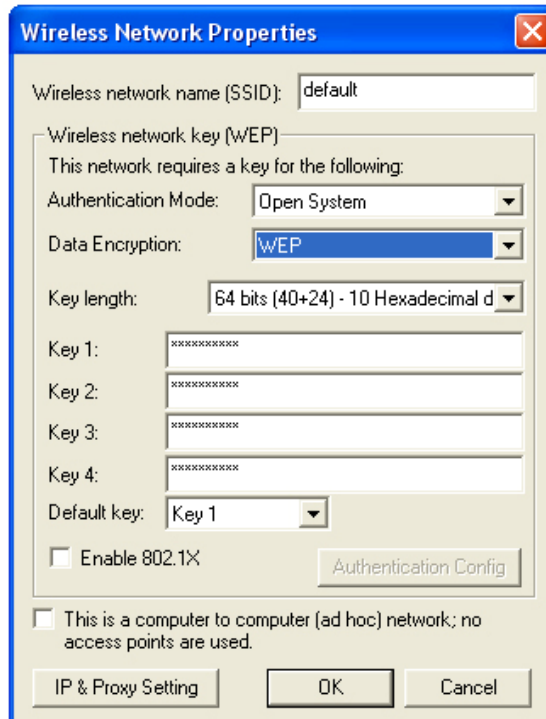 Wireless Network Properties
Wireless network name (SSID): default
Wireless network key (WEP)
This network requires a key for the following:
Authentication Mode: Open System
Data Encryption: WEP
Key length: 64 bits (40+24) - 10 Hexadecimal d
Key 1: **********
Key 2: **********
Key 3: **********
Key 4: **********
Default key: Key 1
Enable 802.1X Authentication Config
This is a computer to computer (ad hoc) network; no
access points are used.
IP & Proxy Setting OK Cancel